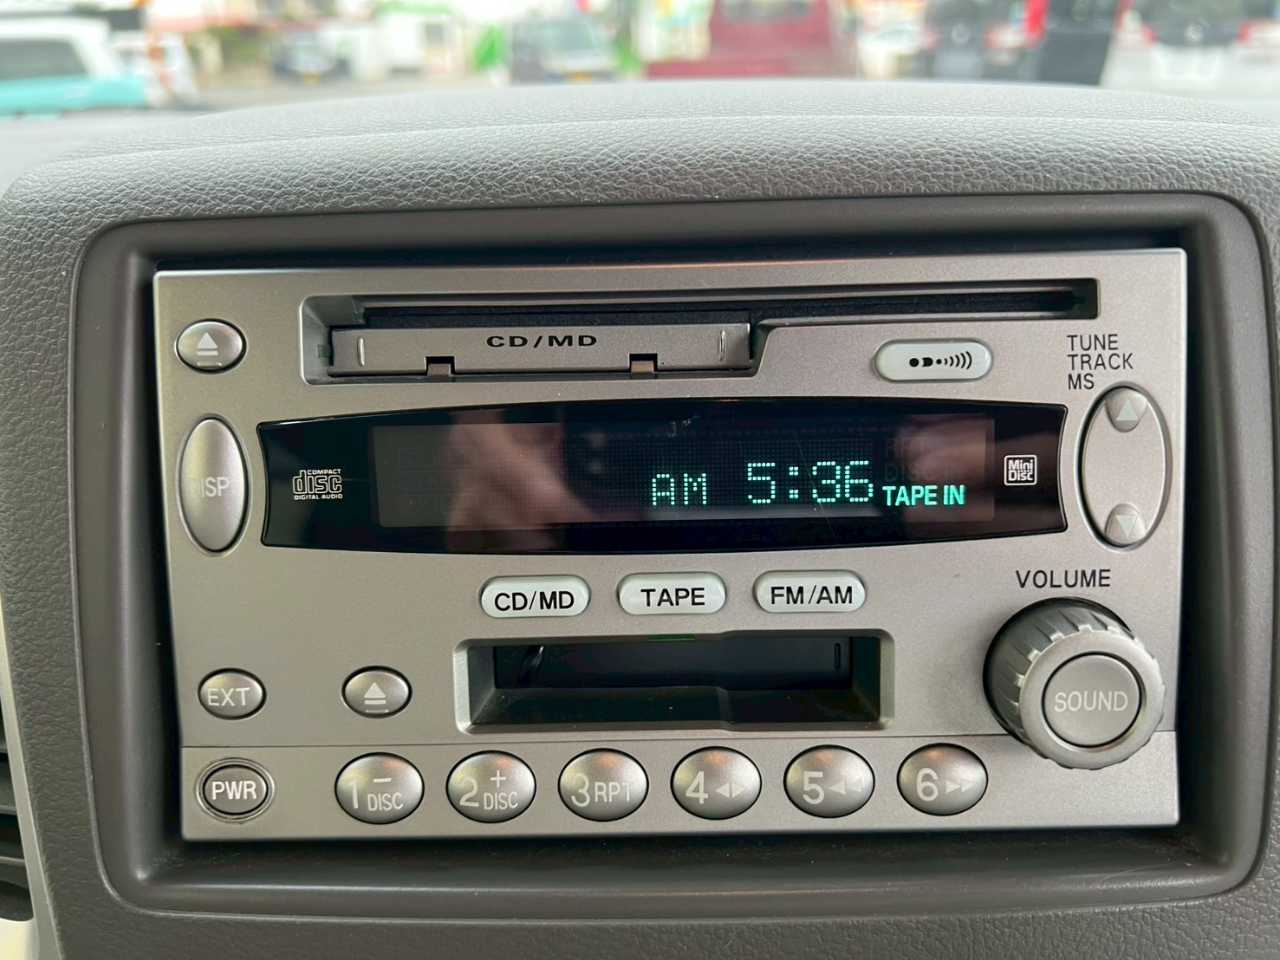 CD/MD
TUNE
TRACK
MS
DISP
COMPACT
disc
DIGITAL AUDIO
AM 5:36 TAPE IN
Mini
Disc
CD/MD TAPE FM/AM
VOLUME
EXT
SOUND
PWR
1 - DISC
2 + DISC
3 RPT
4
5
6